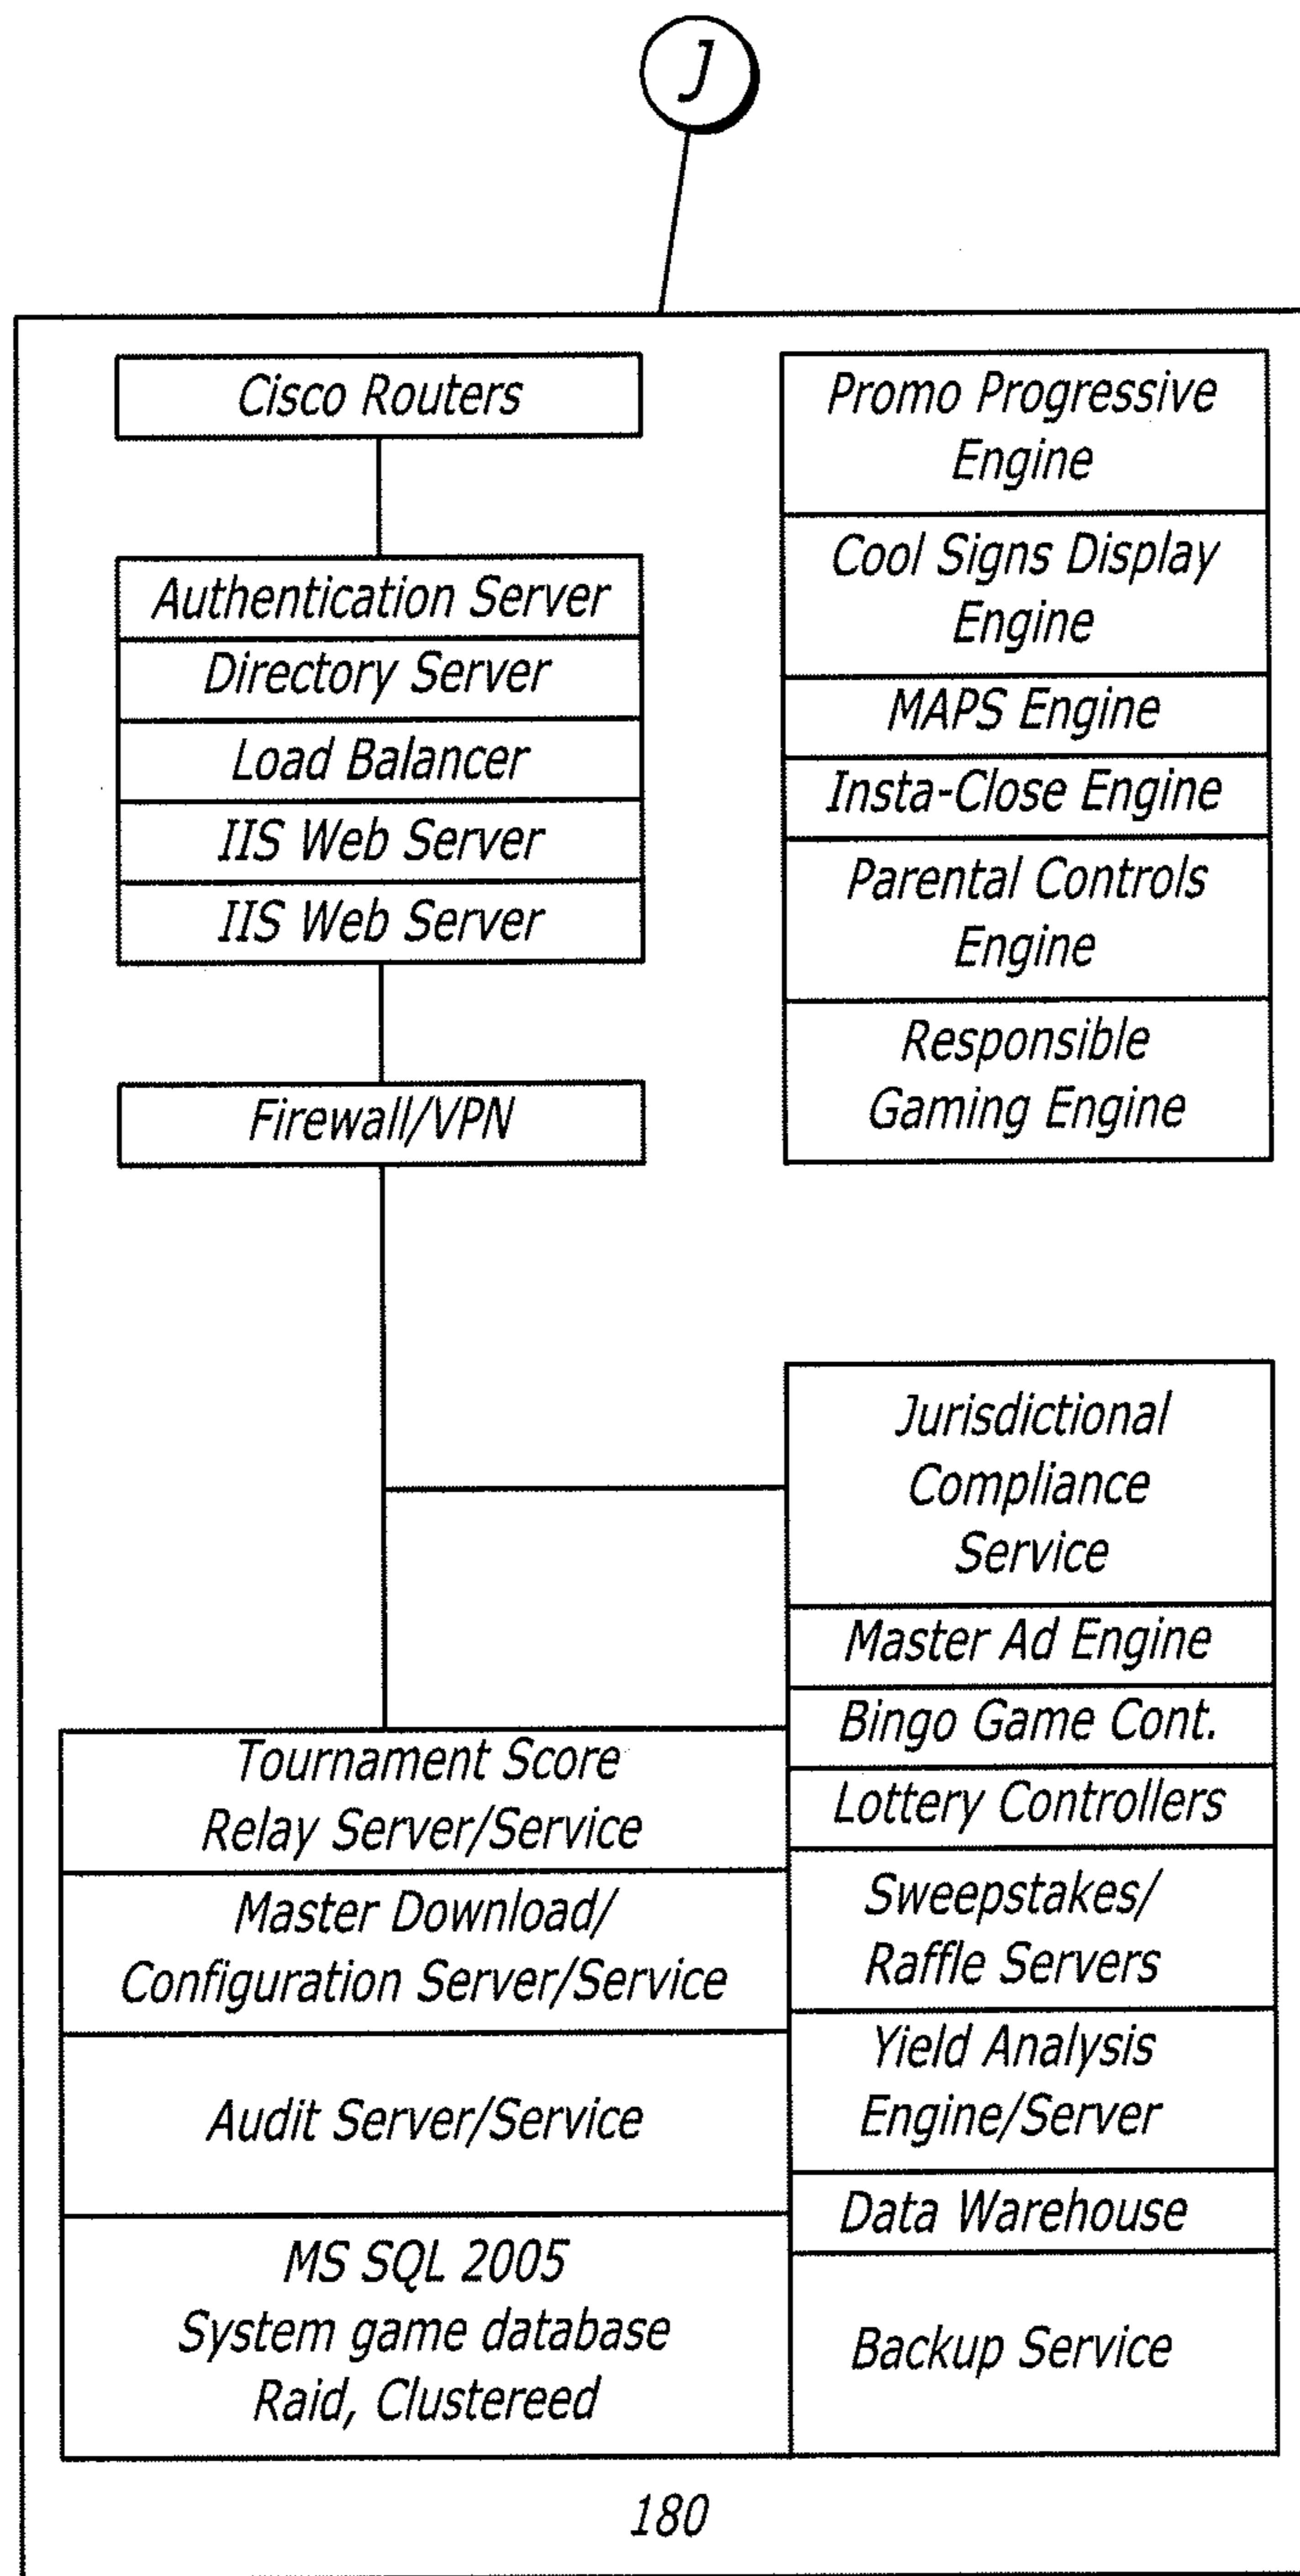 J
Cisco Routers
Authentication Server
Directory Server
Load Balancer
IIS Web Server
IIS Web Server
Firewall/VPN
Promo Progressive
Engine
Cool Signs Display
Engine
MAPS Engine
Insta-Close Engine
Parental Controls
Engine
Responsible
Gaming Engine
Tournament Score
Relay Server/Service
Master Download/
Configuration Server/Service
Audit Server/Service
MS SQL 2005
System game database
Raid, Clustereed
Jurisdictional
Compliance
Service
Master Ad Engine
Bingo Game Cont.
Lottery Controllers
Sweepstakes/
Raffle Servers
Yield Analysis
Engine/Server
Data Warehouse
Backup Service
180